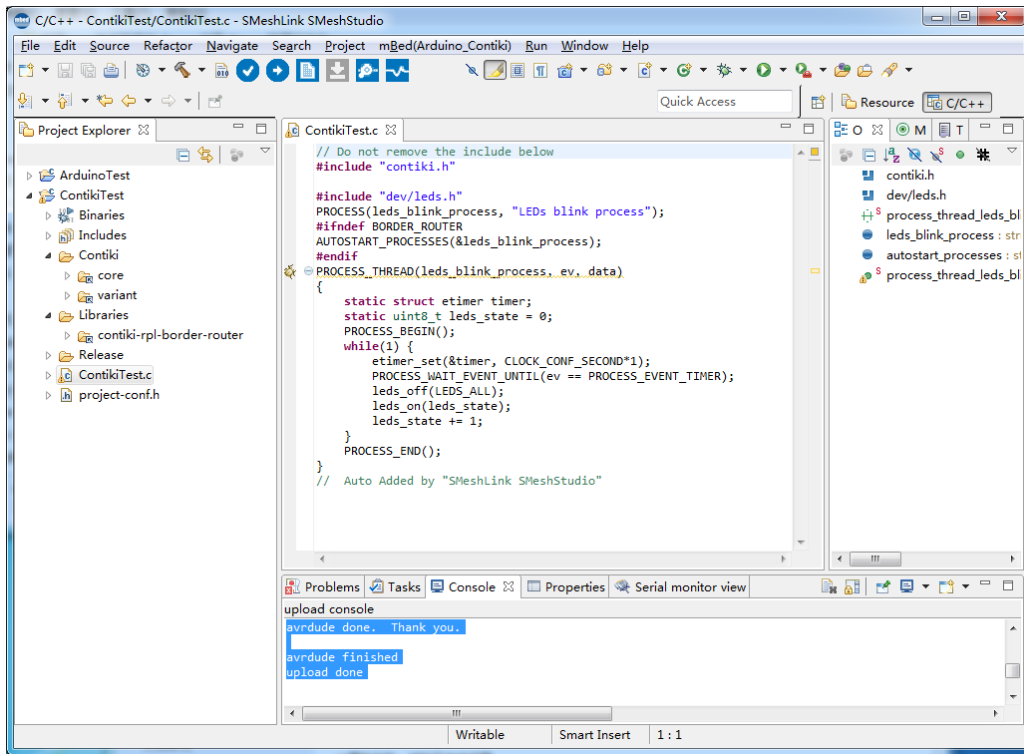 C/C++ - ContikiTest/ContikiTest.c - SMeshLink SMeshStudio
File Edit Source Refactor Navigate Search Project mBed(Arduino_Contiki) Run Window Help
Quick Access
Resource
C/C++
Project Explorer
ArduinoTest
ContikiTest
Binaries
Includes
Contiki
core
variant
Libraries
contiki-rpl-border-router
Release
ContikiTest.c
project-conf.h
ContikiTest.c
// Do not remove the include below
#include "contiki.h"
#include "dev/leds.h"
PROCESS(leds_blink_process, "LEDs blink process");
#ifndef BORDER_ROUTER
AUTOSTART_PROCESSES(&leds_blink_process);
#endif
PROCESS_THREAD(leds_blink_process, ev, data)
{
static struct etimer timer;
static uint8_t leds_state = 0;
PROCESS_BEGIN();
while(1) {
etimer_set(&timer, CLOCK_CONF_SECOND*1);
PROCESS_WAIT_EVENT_UNTIL(ev == PROCESS_EVENT_TIMER);
leds_off(LEDS_ALL);
leds_on(leds_state);
leds_state += 1;
}
PROCESS_END();
}
// Auto Added by "SMeshLink SMeshStudio"
O M T
contiki.h
dev/leds.h
process_thread_leds_bl
leds_blink_process : str
autostart_processes : st
process_thread_leds_bl
Problems Tasks Console Properties Serial monitor view
upload console
avrdude done. Thank you.
avrdude finished
upload done
Writable Smart Insert 1 : 1